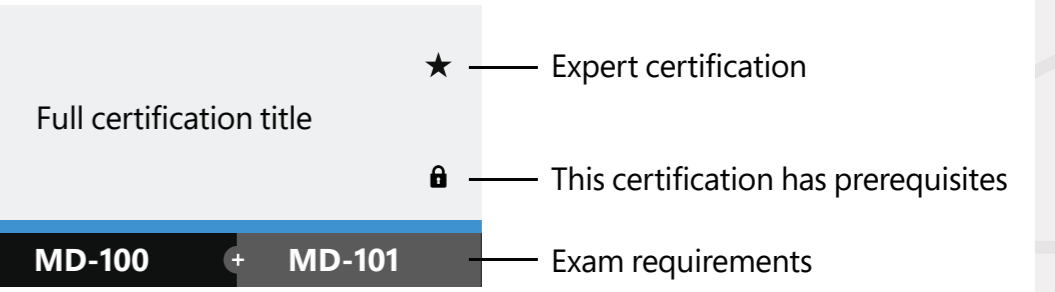 Expert certification
Full certification title
This certification has prerequisites
MD-100 + MD-101 Exam requirements